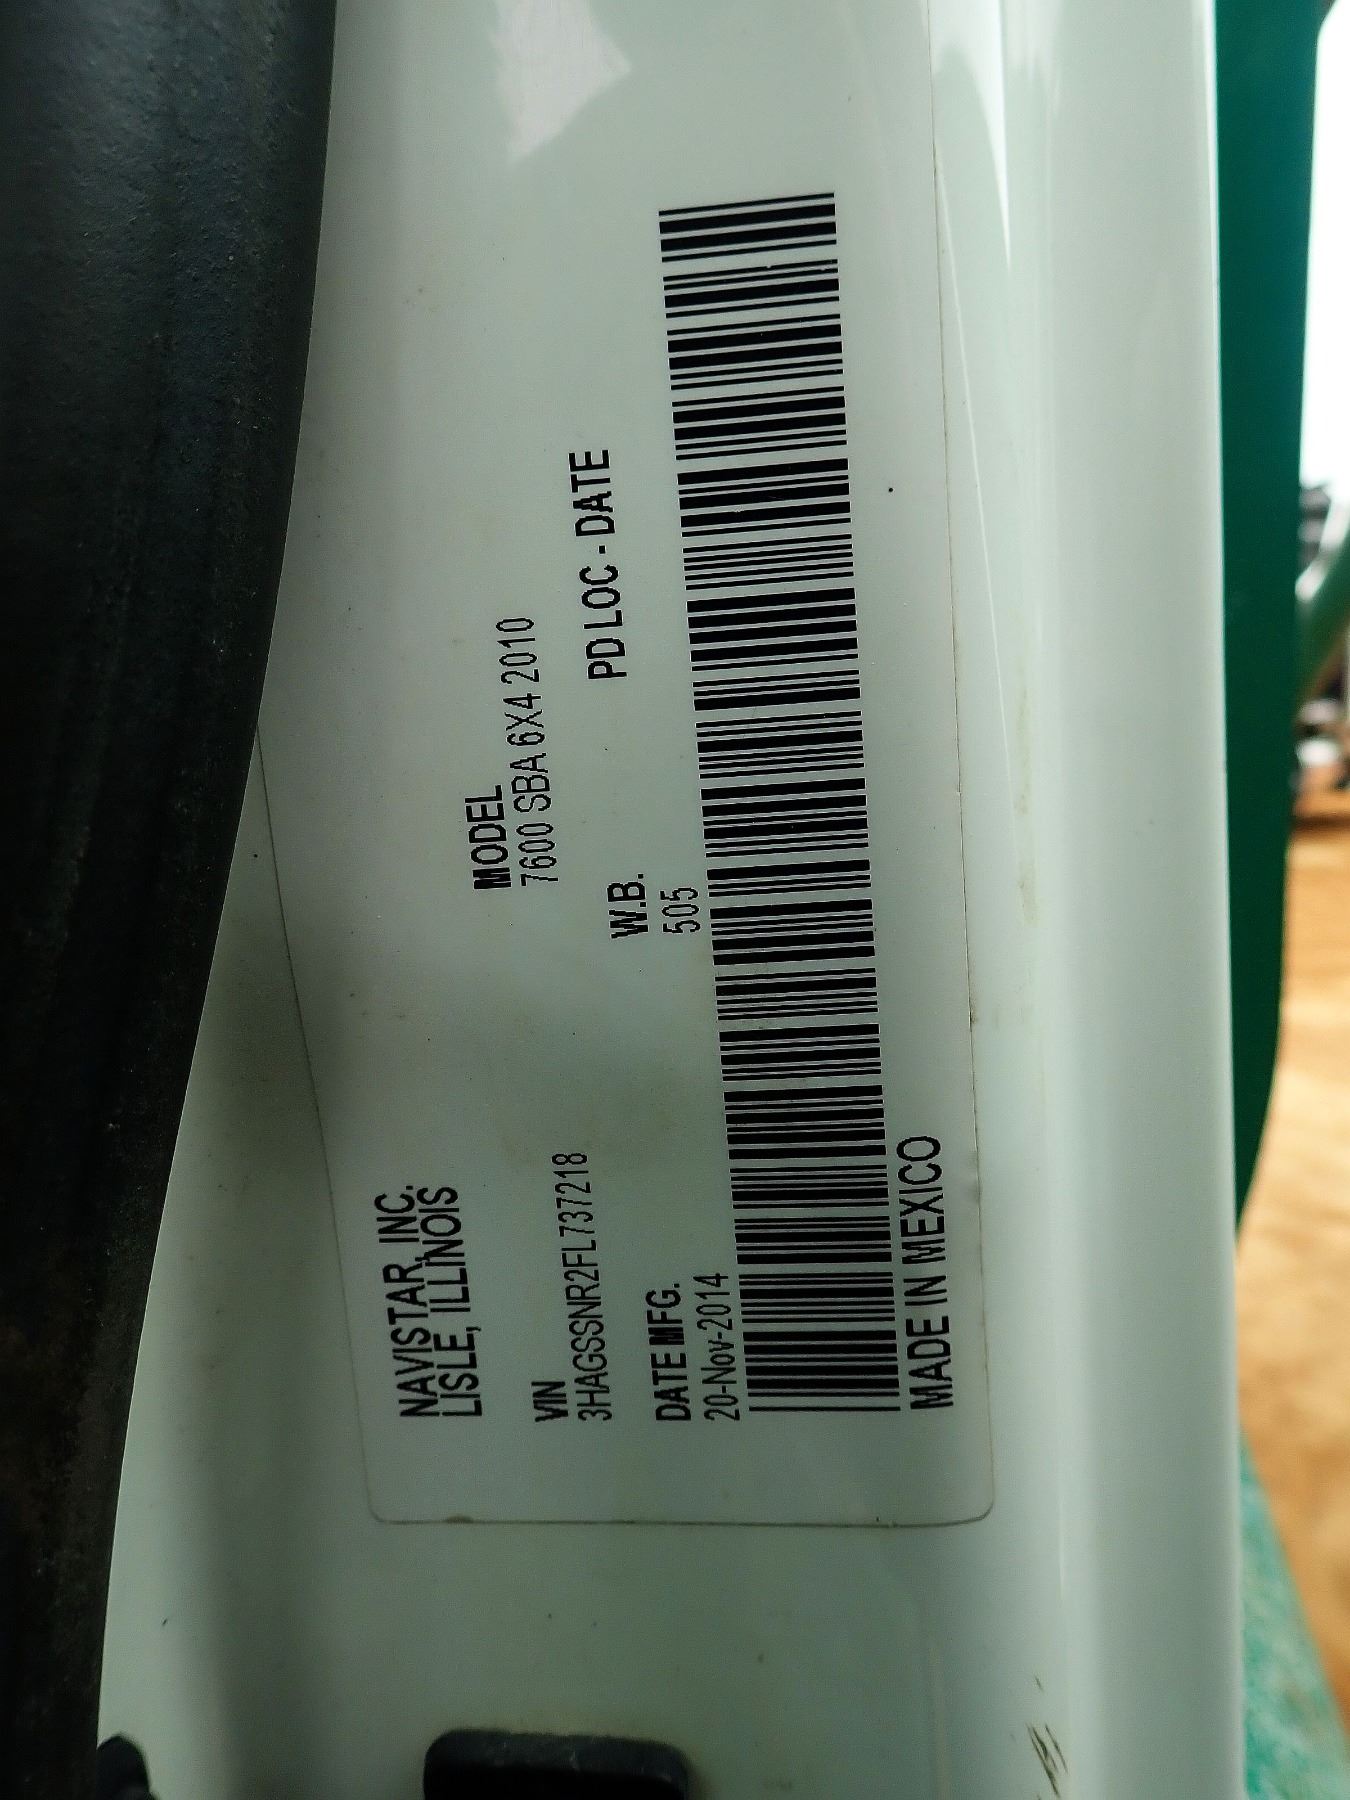 NAVISTAR, INC.
LISLE, ILLINOIS
MODEL
7600 SBA 6X4 2010
VIN
3HAGSSNR2FL737218
W.B.
505
PD LOC - DATE
DATE MFG.
20-Nov-2014
MADE IN MEXICO